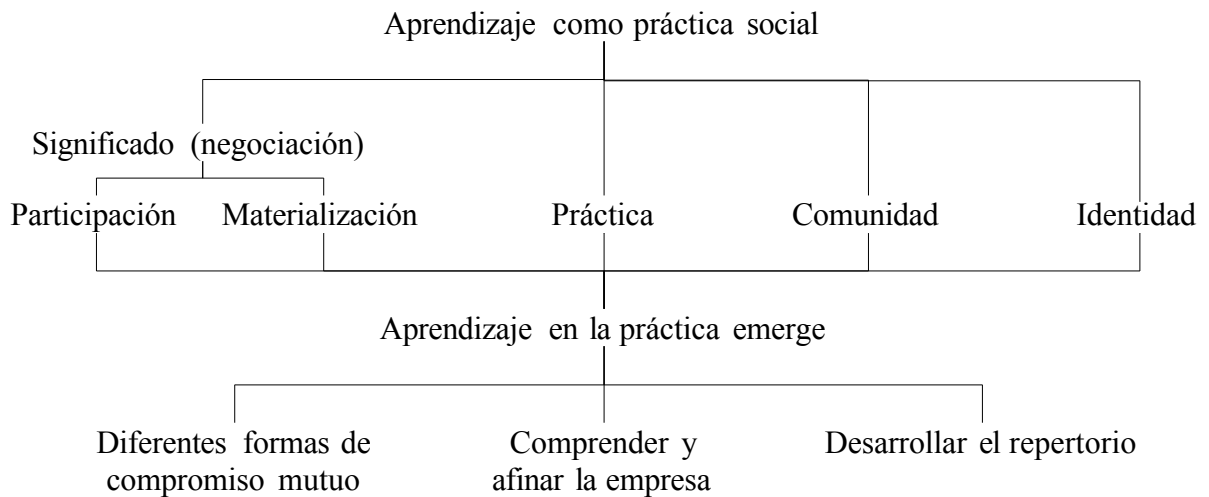 Aprendizaje como práctica social
Significado (negociación)
Participación
Materialización
Práctica
Comunidad
Identidad
Aprendizaje en la práctica emerge
Diferentes formas de
compromiso mutuo
Comprender y
afinar la empresa
Desarrollar el repertorio